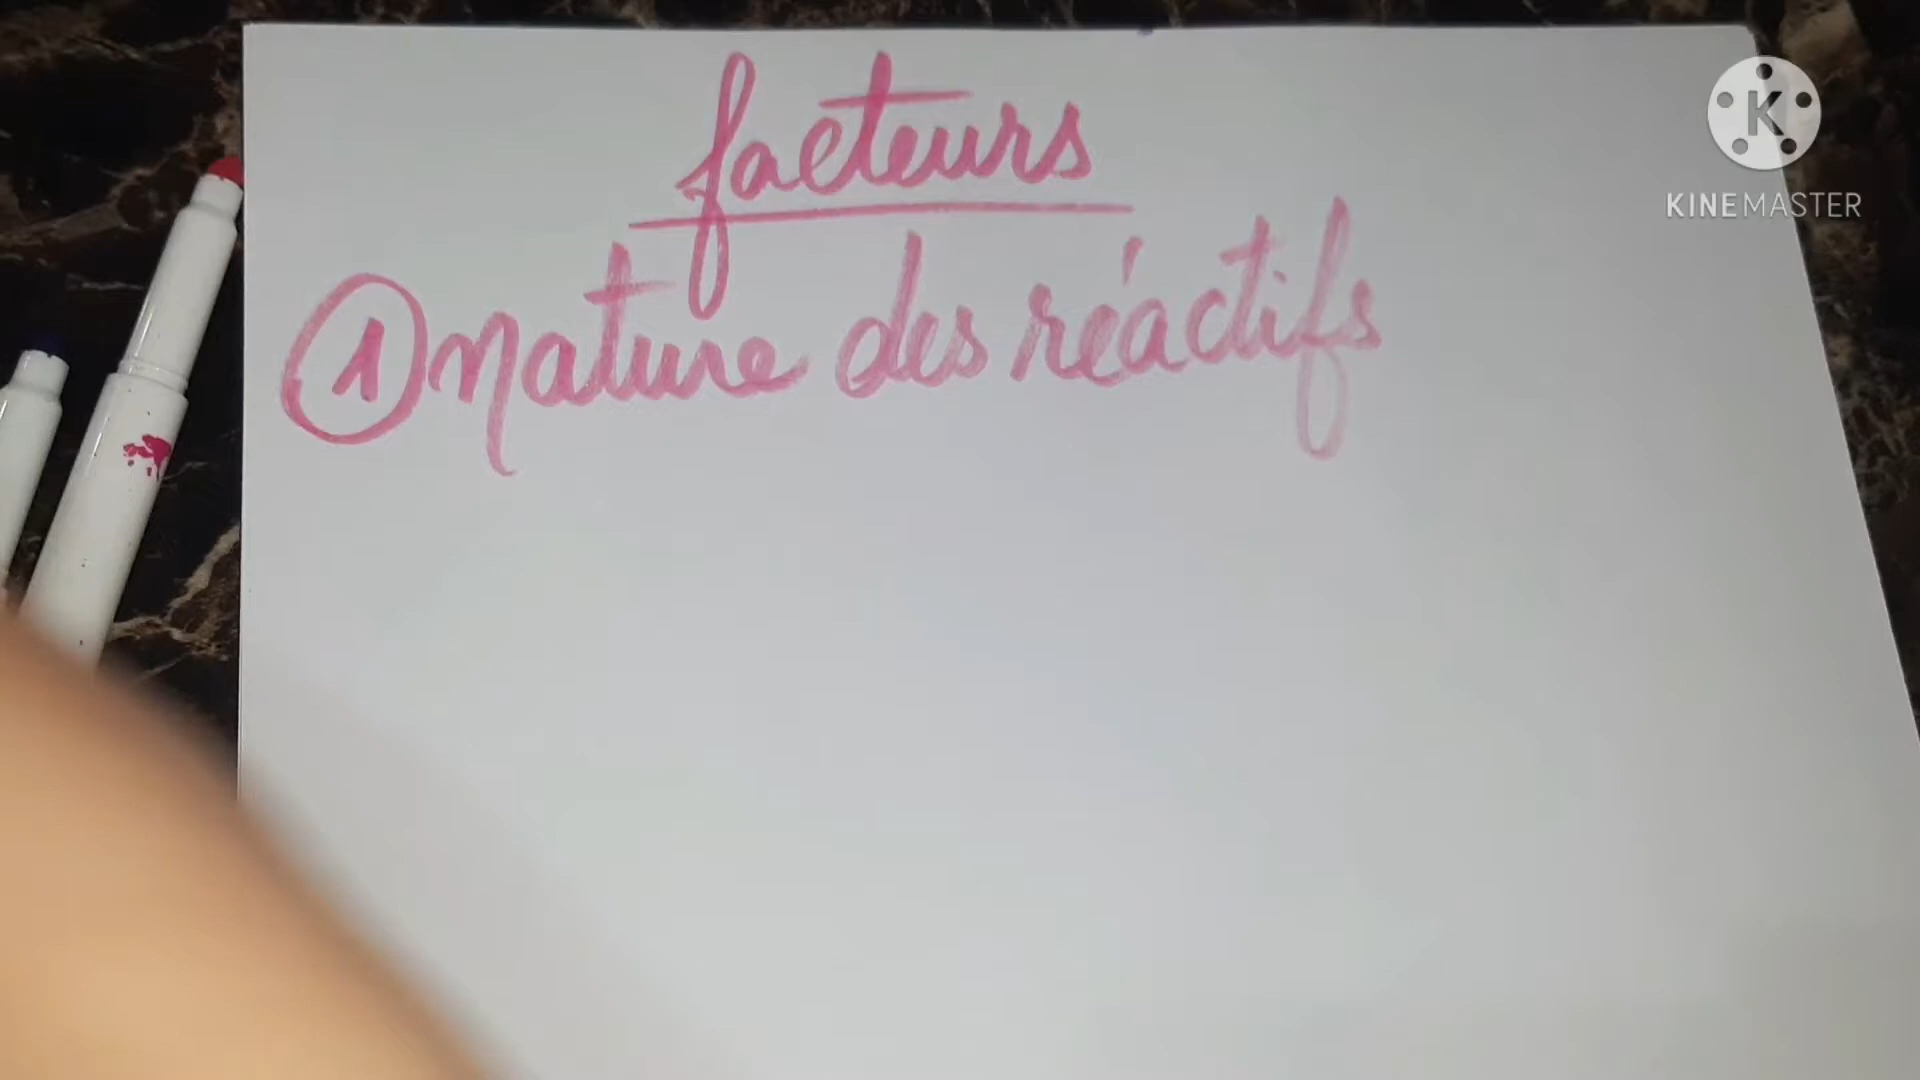 facteurs
① nature des réactifs
K
KINEMASTER